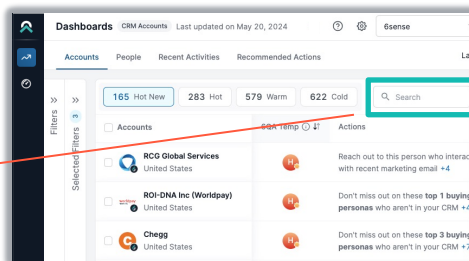 Dashboards CRM Accounts Last updated on May 20, 2024 6sense
Accounts People Recent Activities Recommended Actions La
165 Hot New 283 Hot 579 Warm 622 Cold Search
Filters
Selected Filters 3
Accounts SQA Temp Actions
RCG Global Services
United States
H
Reach out to this person who interac
with recent marketing email +4
ROI-DNA Inc (Worldpay)
United States
H
Don't miss out on these top 1 buying
personas who aren't in your CRM +4
Chegg
United States
H
Don't miss out on these top 3 buying
personas who aren't in your CRM +7